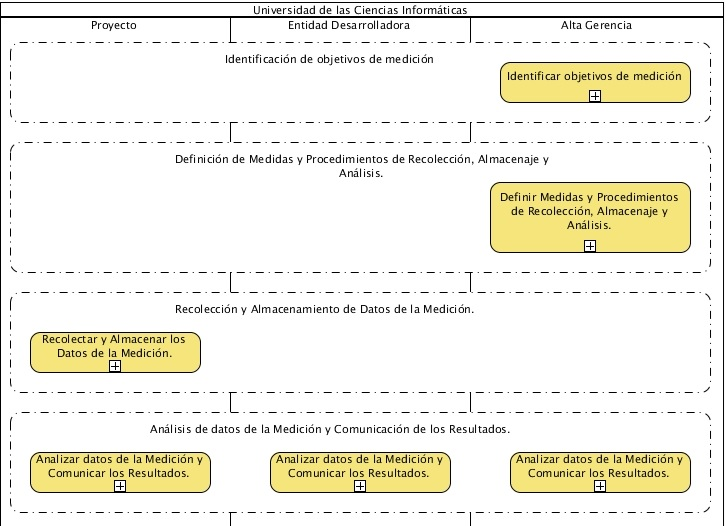 Universidad de las Ciencias Informáticas
Proyecto
Entidad Desarrolladora
Alta Gerencia
Identificación de objetivos de medición
Identificar objetivos de medición
Definición de Medidas y Procedimientos de Recolección, Almacenaje y
Análisis.
Definir Medidas y Procedimientos
de Recolección, Almacenaje y
Análisis.
Recolección y Almacenamiento de Datos de la Medición.
Recolectar y Almacenar los
Datos de la Medición.
Análisis de datos de la Medición y Comunicación de los Resultados.
Analizar datos de la Medición y
Comunicar los Resultados.
Analizar datos de la Medición y
Comunicar los Resultados.
Analizar datos de la Medición y
Comunicar los Resultados.